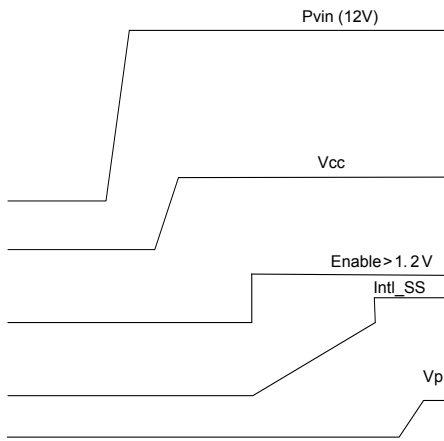 Pvin (12V)
Vcc
Enable>1.2V
Intl_SS
Vp